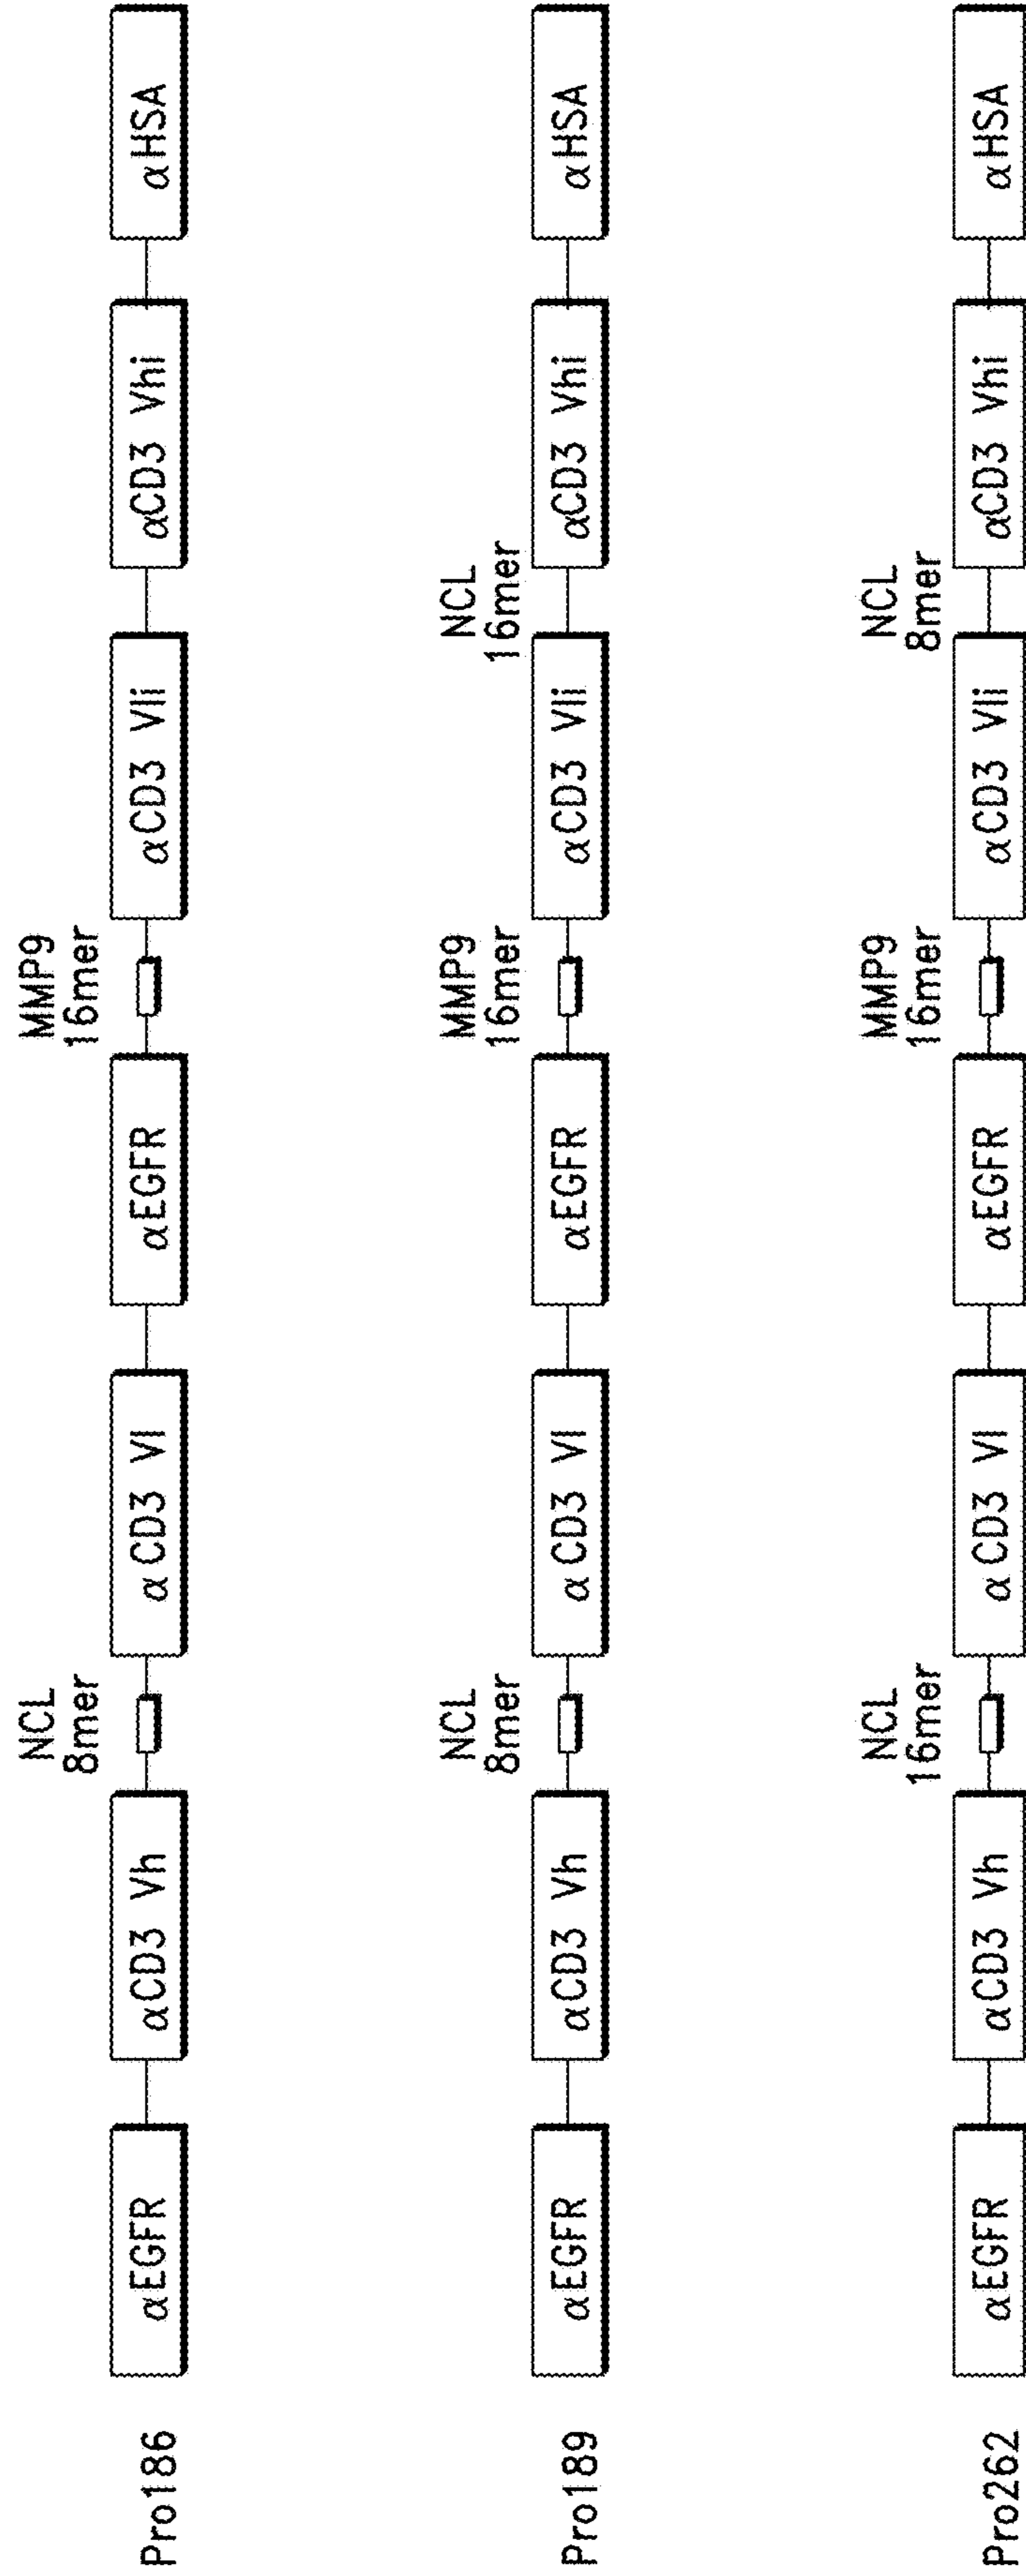 NCL
8mer
MMP9
16mer
Pro186
αEGFR
αCD3 Vh
αCD3 Vl
αEGFR
αCD3 Vli
αCD3 Vhi
αHSA
NCL
8mer
MMP9
16mer
NCL
16mer
Pro189
αEGFR
αCD3 Vh
αCD3 Vl
αEGFR
αCD3 Vli
αCD3 Vhi
αHSA
NCL
16mer
MMP9
16mer
NCL
8mer
Pro262
αEGFR
αCD3 Vh
αCD3 Vl
αEGFR
αCD3 Vli
αCD3 Vhi
αHSA